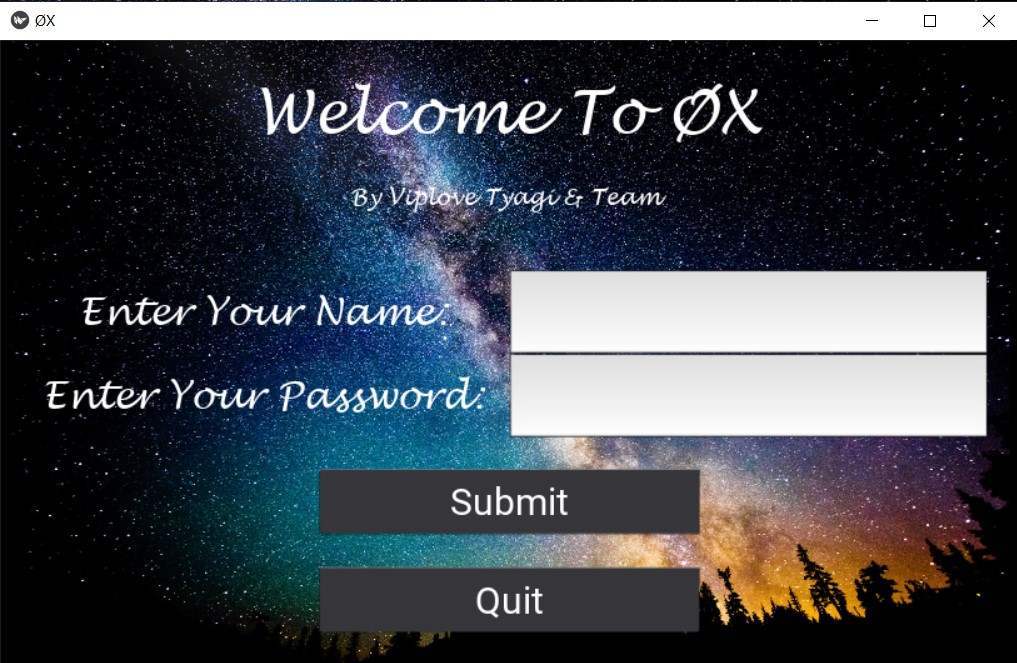 ØX
Welcome To ØX
By Viplove Tyagi & Team
Enter Your Name:
Enter Your Password:
Submit
Quit